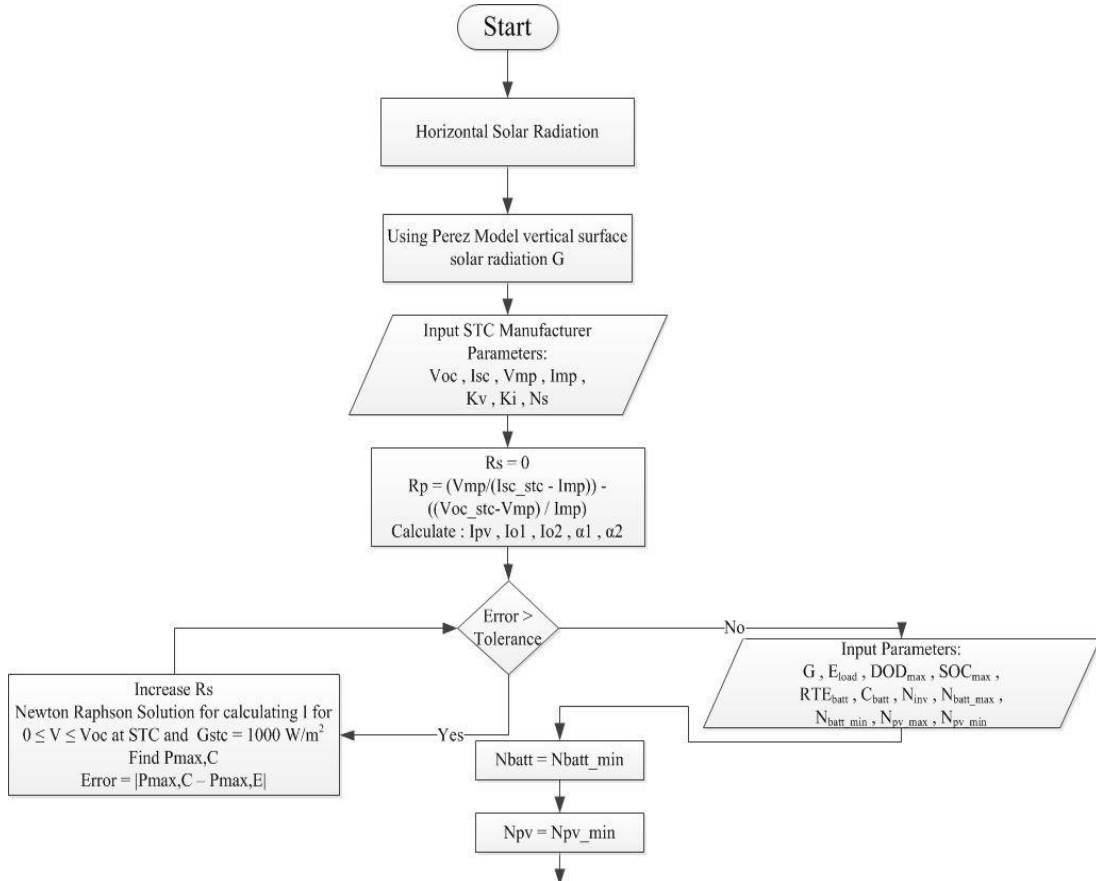 Start
Horizontal Solar Radiation
Using Perez Model vertical surface
solar radiation G
Input STC Manufacturer
Parameters:
Voc , Isc , Vmp , Imp ,
Kv , Ki , Ns
Rs = 0
Rp = (Vmp/(Isc_stc - Imp)) -
((Voc_stc-Vmp) / Imp)
Calculate : Ipv , Io1 , Io2 , α1 , α2
Error >
Tolerance
No
Yes
Increase Rs
Newton Raphson Solution for calculating I for
0 ≤ V ≤ Voc at STC and Gstc = 1000 W/m²
Find Pmax,C
Error = |Pmax,C – Pmax,E|
Input Parameters:
G , Eload , DODmax , SOCmax ,
RTEbatt , Cbatt , Ninv , Nbatt_max ,
Nbatt_min , Npv_max , Npv_min
Nbatt = Nbatt_min
Npv = Npv_min